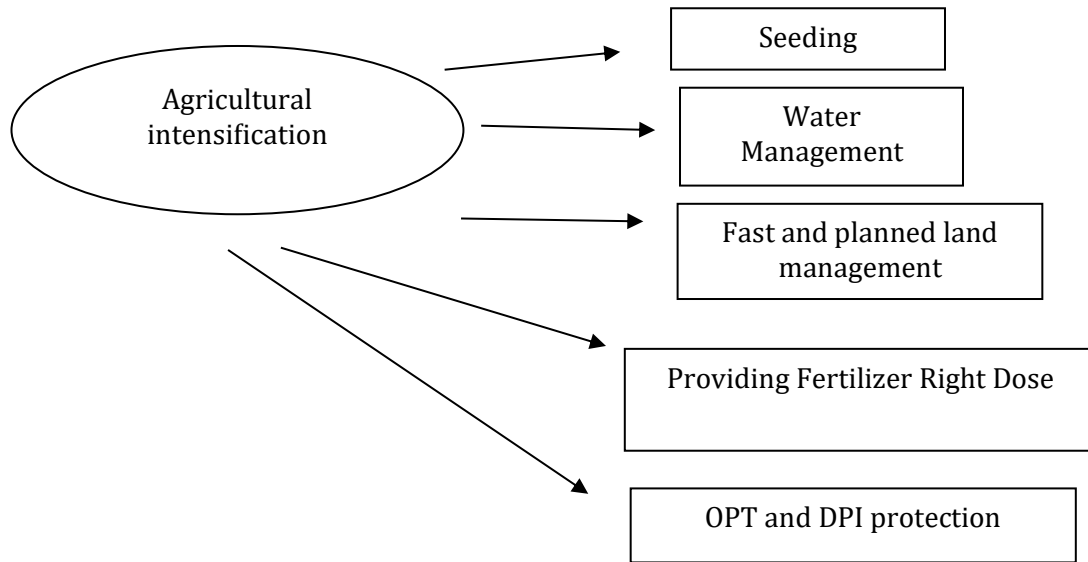 Agricultural
intensification
Seeding
Water
Management
Fast and planned land
management
Providing Fertilizer Right Dose
OPT and DPI protection